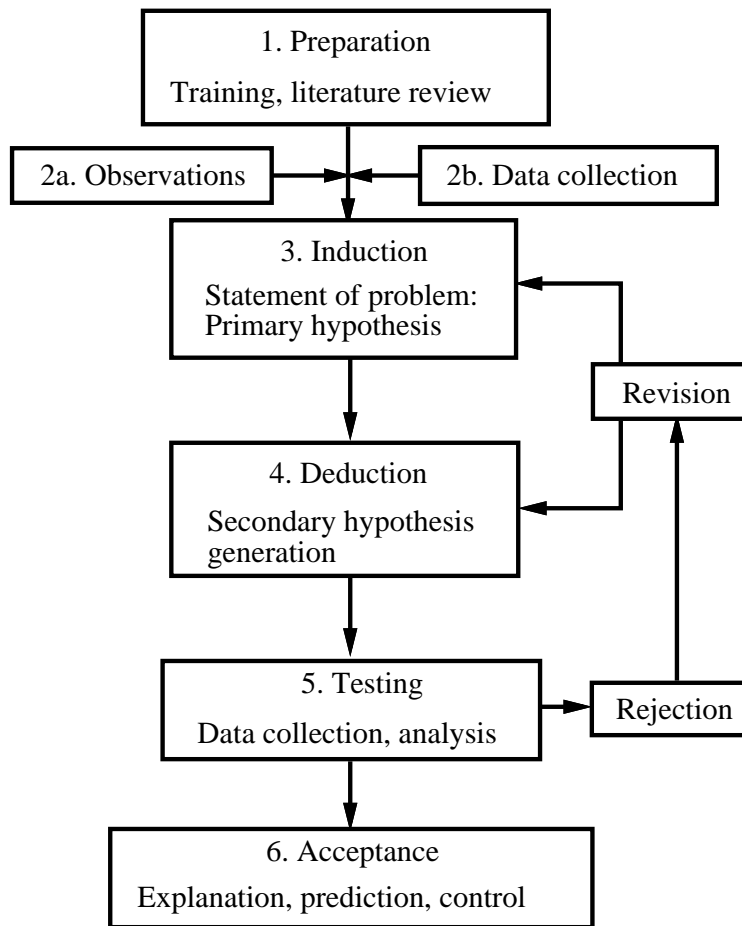 1. Preparation
Training, literature review
2a. Observations
2b. Data collection
3. Induction
Statement of problem:
Primary hypothesis
Revision
4. Deduction
Secondary hypothesis
generation
5. Testing
Data collection, analysis
Rejection
6. Acceptance
Explanation, prediction, control